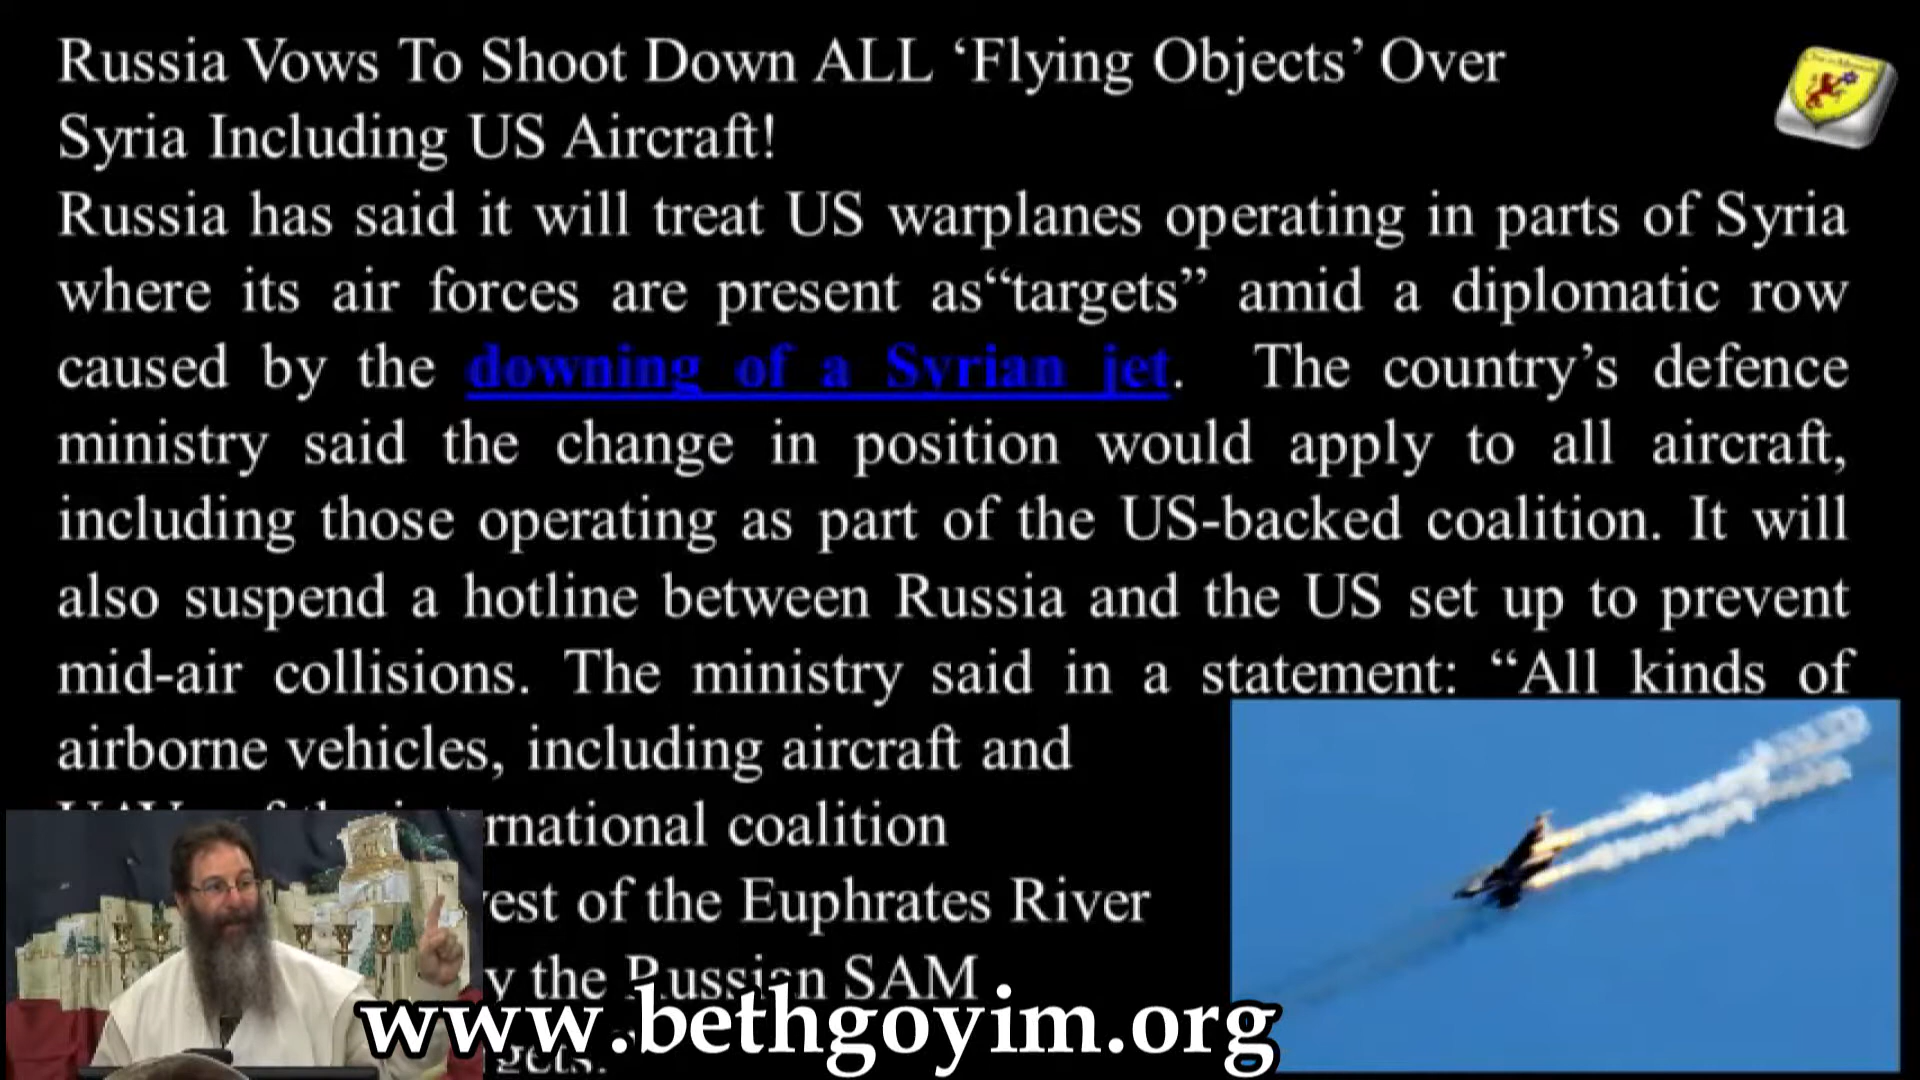 Russia Vows To Shoot Down ALL ‘Flying Objects’ Over
Syria Including US Aircraft!
Russia has said it will treat US warplanes operating in parts of Syria
where its air forces are present as“targets” amid a diplomatic row
caused by the downing of a Syrian jet. The country’s defence
ministry said the change in position would apply to all aircraft,
including those operating as part of the US-backed coalition. It will
also suspend a hotline between Russia and the US set up to prevent
mid-air collisions. The ministry said in a statement: “All kinds of
airborne vehicles, including aircraft and
rnational coalition
est of the Euphrates River
y the Russian SAM
gets.
www.bethgoyim.org